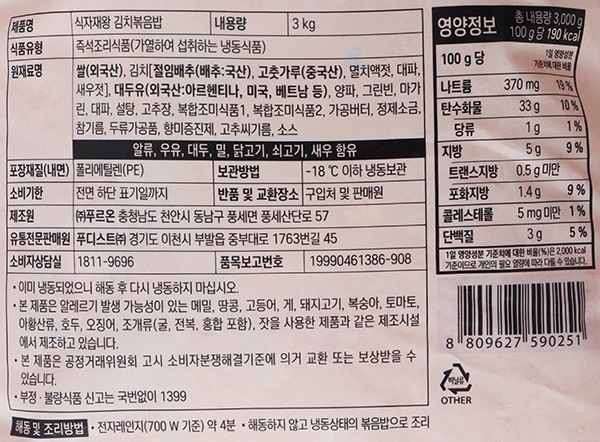 제품명 식자재왕 김치볶음밥 내용량 3 kg
식품유형 즉석조리식품(가열하여 섭취하는 냉동식품)
원재료명 쌀(외국산), 김치[절임배추(배추:국산), 고춧가루(중국산), 멸치액젓, 대파,
새우젓], 대두유(외국산:아르헨티나, 미국, 베트남 등), 양파, 그린빈, 마가
린, 대파, 설탕, 고추장, 복합조미식품1, 복합조미식품2, 가공버터, 정제소금,
참기름, 두류가공품, 향미증진제, 고추씨기름, 소스
알류, 우유, 대두, 밀, 닭고기, 쇠고기, 새우 함유
포장재질(내면) 폴리에틸렌(PE) 보관방법 -18 ℃ 이하 냉동보관
소비기한 전면 하단 표기일까지 반품 및 교환장소 구입처 및 판매원
제조원 ㈜푸르온 충청남도 천안시 동남구 풍세면 풍세산단로 57
유통전문판매원 푸디스트㈜ 경기도 이천시 부발읍 중부대로 1763번길 45
소비자상담실 1811-9696 품목보고번호 19990461386-908
• 이미 냉동되었으니 해동 후 다시 냉동하지 마십시오.
• 본 제품은 알레르기 발생 가능성이 있는 메밀, 땅콩, 고등어, 게, 돼지고기, 복숭아, 토마토,
아황산류, 호두, 오징어, 조개류(굴, 전복, 홍합 포함), 잣을 사용한 제품과 같은 제조시설
에서 제조하고 있습니다.
• 본 제품은 공정거래위원회 고시 소비자분쟁해결기준에 의거 교환 또는 보상받을 수
있습니다.
• 부정·불량식품 신고는 국번없이 1399
해동 및 조리방법 • 전자레인지(700 W 기준) 약 4분 • 해동하지 않고 냉동상태의 볶음밥으로 조리
영양정보 총 내용량 3,000 g
100 g 당 190 kcal
100 g 당 1일 영양성분
기준치에 대한 비율
나트륨 370 mg 19 %
탄수화물 33 g 10 %
당류 1 g 1 %
지방 5 g 9 %
트랜스지방 0.5 g 미만
포화지방 1.4 g 9 %
콜레스테롤 5 mg 미만 1 %
단백질 3 g 5 %
1일 영양성분 기준치에 대한 비율(%)은 2,000 kcal
기준이므로 개인의 필요 열량에 따라 다를 수 있습니다.
8 809627 590251
비닐류
OTHER